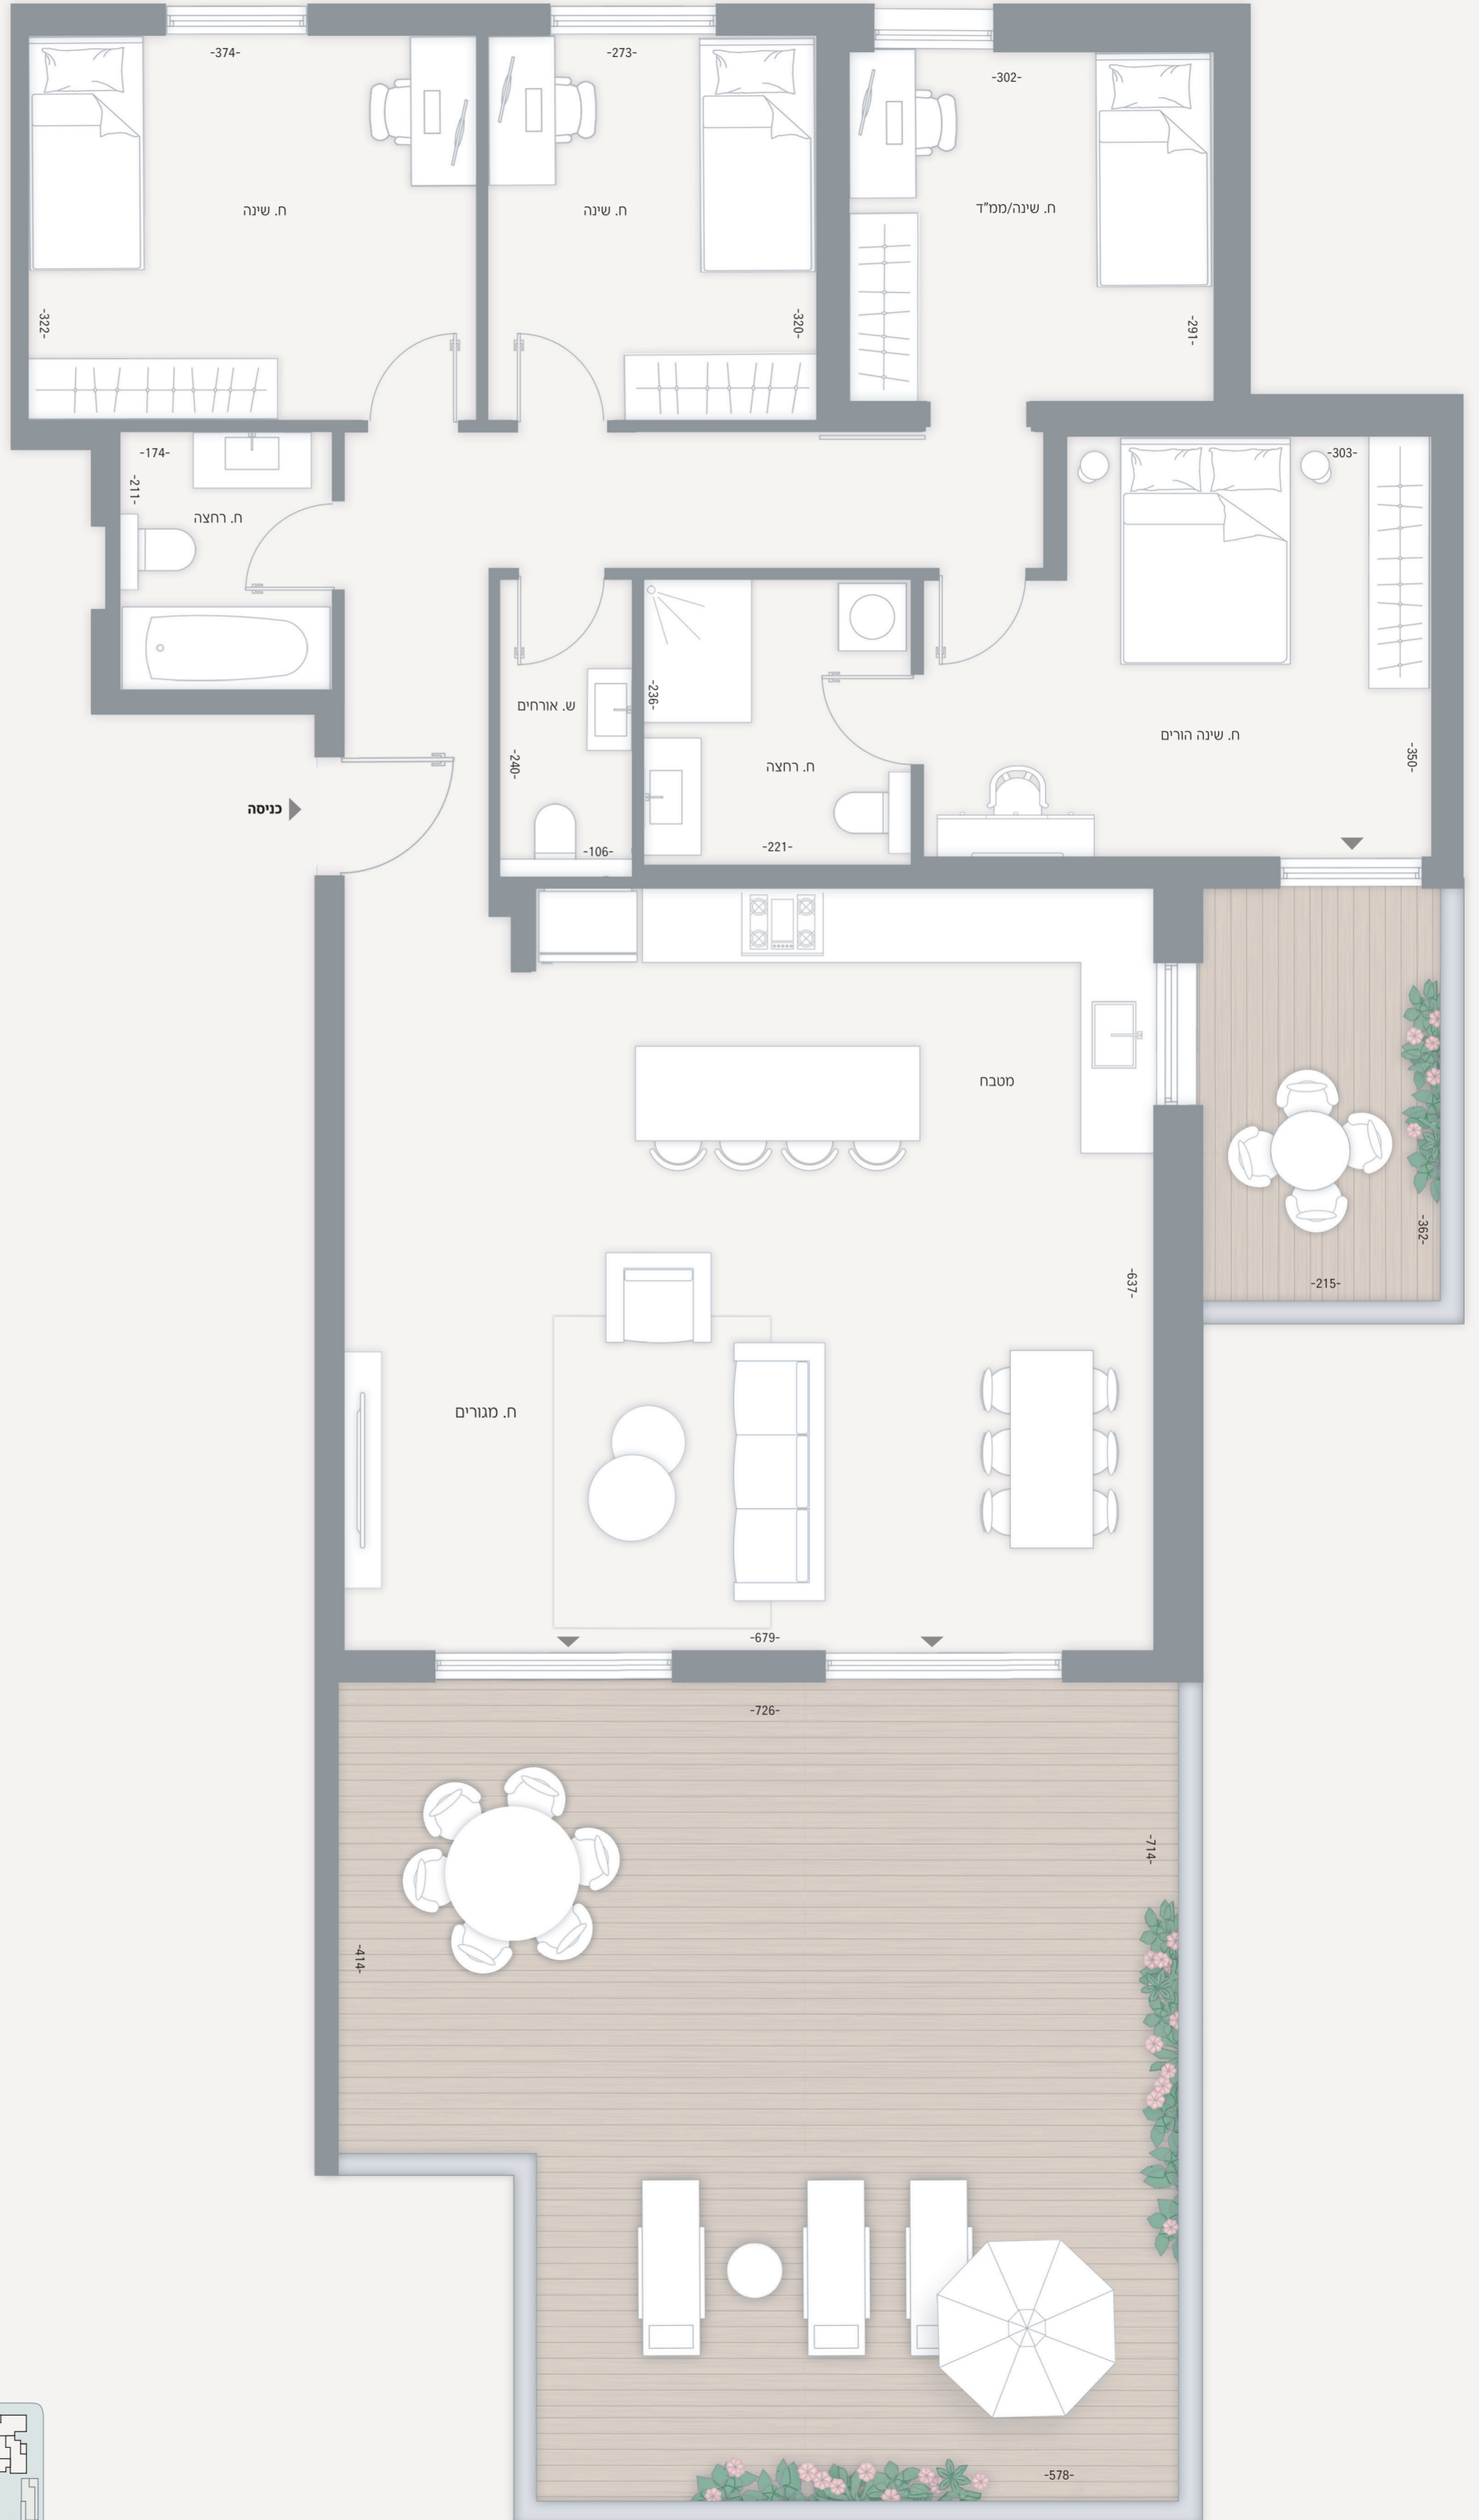 -374-
-273-
-302-
ח. שינה
ח. שינה
ח. שינה/ממ"ד
-322-
-320-
-291-
-174-
-303-
-211-
ח. רחצה
-236-
ש. אורחים
ח. שינה הורים
-240-
ח. רחצה
-350-
כניסה
-221-
-106-
מטבח
-362-
-637-
-215-
ח. מגורים
-679-
-726-
-714-
-414-
-578-